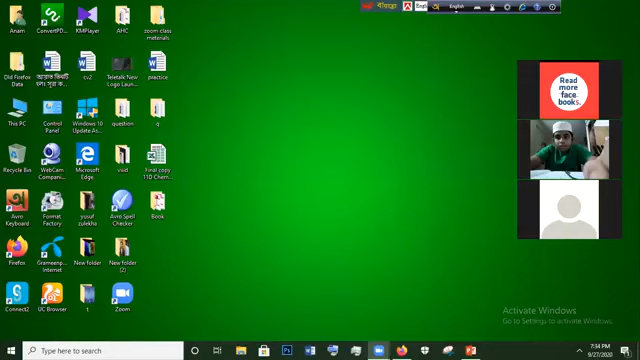 বাংলা
English
English
Anam
ConvertPD...
KMPlayer
AHC
zoom class
materials
Old Firefox
Data
cv2
Teletalk New
Logo Laun...
practice
This PC
Control
Panel
Windows 10
Update As...
question
q
Recycle Bin
WebCam
Compani...
Microsoft
Edge
Final copy
11D Chem...
Avro
Keyboard
Format
Factory
yusuf
zulekha
Avro Spell
Checker
Book
Firefox
Grameenp...
Internet
New folder
New folder
(2)
Connect2
UC Browser
1
Zoom
Read
more
face
books.
Activate Windows
Go to Settings to activate Windows.
Type here to search
7:34 PM
9/27/2020